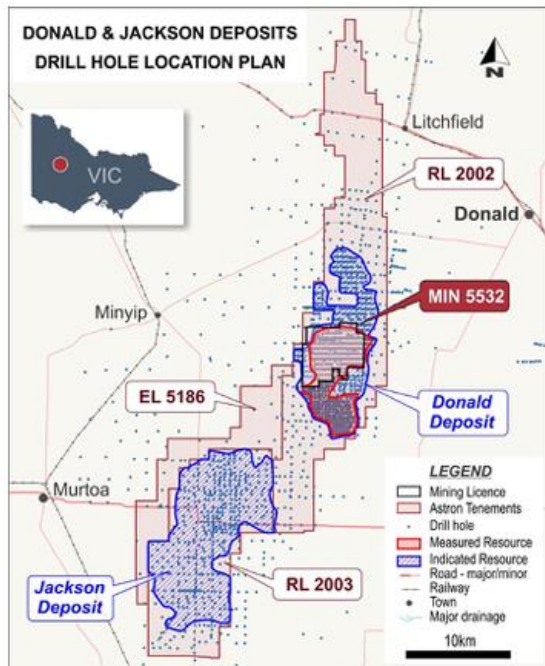 DONALD & JACKSON DEPOSITS
DRILL HOLE LOCATION PLAN
N
VIC
Litchfield
RL 2002
Donald
MIN 5532
Minyip
EL 5186
Donald
Deposit
Murtoa
Jackson
Deposit
RL 2003
LEGEND
Mining Licence
Astron Tenements
Drill hole
Measured Resource
Indicated Resource
Road - major/minor
Railway
Town
Major drainage
10km